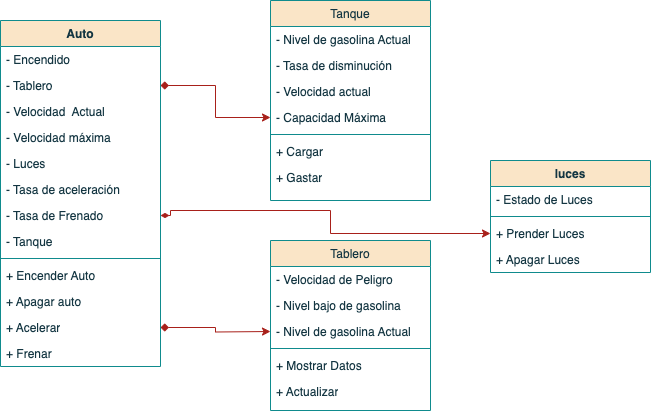 Auto
- Encendido
- Tablero
- Velocidad  Actual
- Velocidad máxima
- Luces
- Tasa de aceleración
- Tasa de Frenado
- Tanque
+ Encender Auto
+ Apagar auto
+ Acelerar
+ Frenar
Tanque
- Nivel de gasolina Actual
- Tasa de disminución
- Velocidad actual
- Capacidad Máxima
+ Cargar
+ Gastar
Tablero
- Velocidad de Peligro
- Nivel bajo de gasolina
- Nivel de gasolina Actual
+ Mostrar Datos
+ Actualizar
luces
- Estado de Luces
+ Prender Luces
+ Apagar Luces